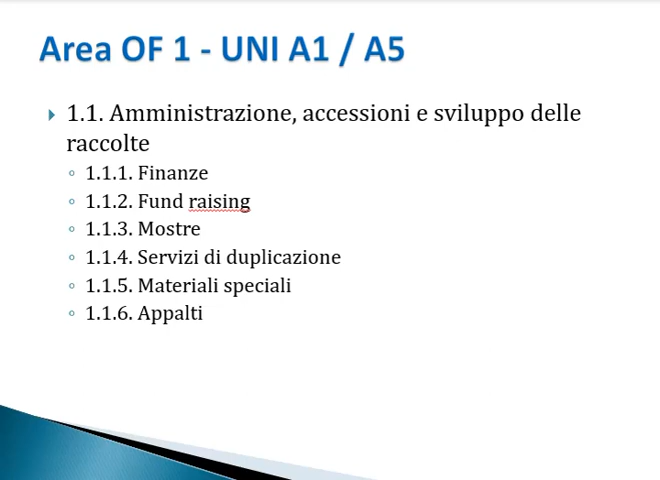 Area OF 1 - UNI A1 / A5
1.1. Amministrazione, accessioni e sviluppo delle
raccolte
1.1.1. Finanze
1.1.2. Fund raising
1.1.3. Mostre
1.1.4. Servizi di duplicazione
1.1.5. Materiali speciali
1.1.6. Appalti